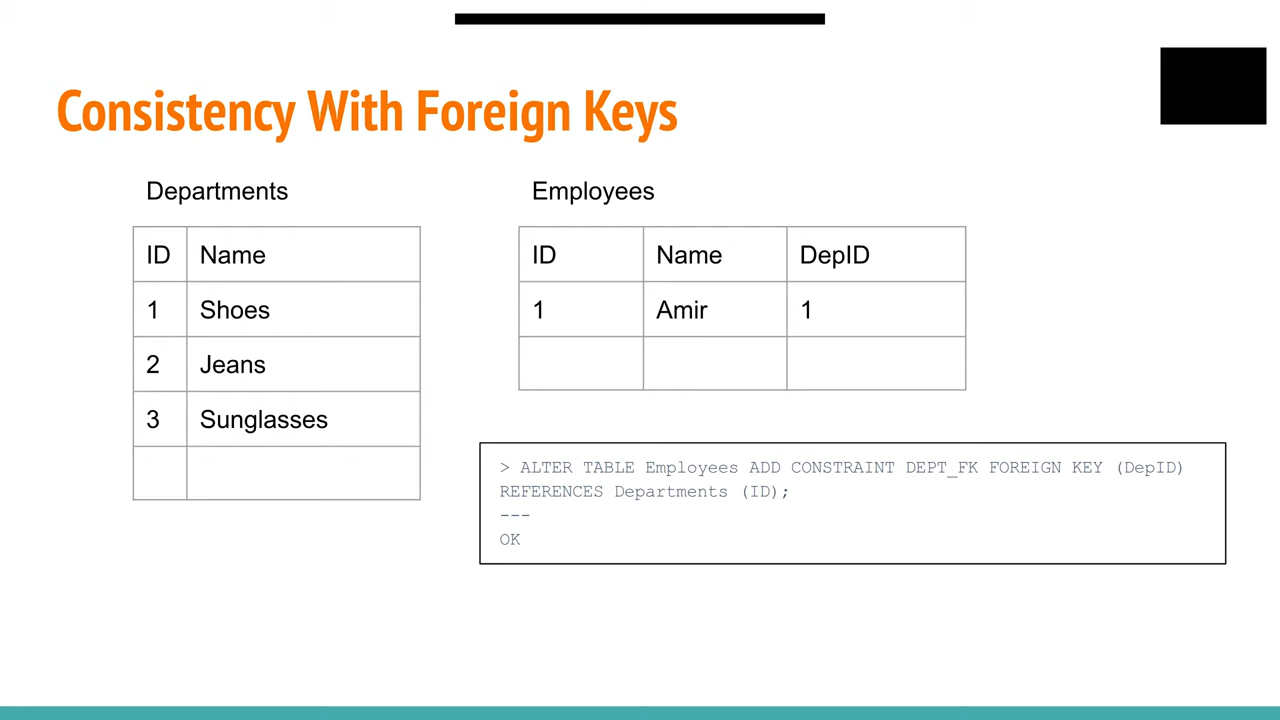 Consistency With Foreign Keys
Departments
ID Name
1 Shoes
2 Jeans
3 Sunglasses
Employees
ID Name DepID
1 Amir 1
> ALTER TABLE Employees ADD CONSTRAINT DEPT_FK FOREIGN KEY (DepID)
REFERENCES Departments (ID);
---
OK